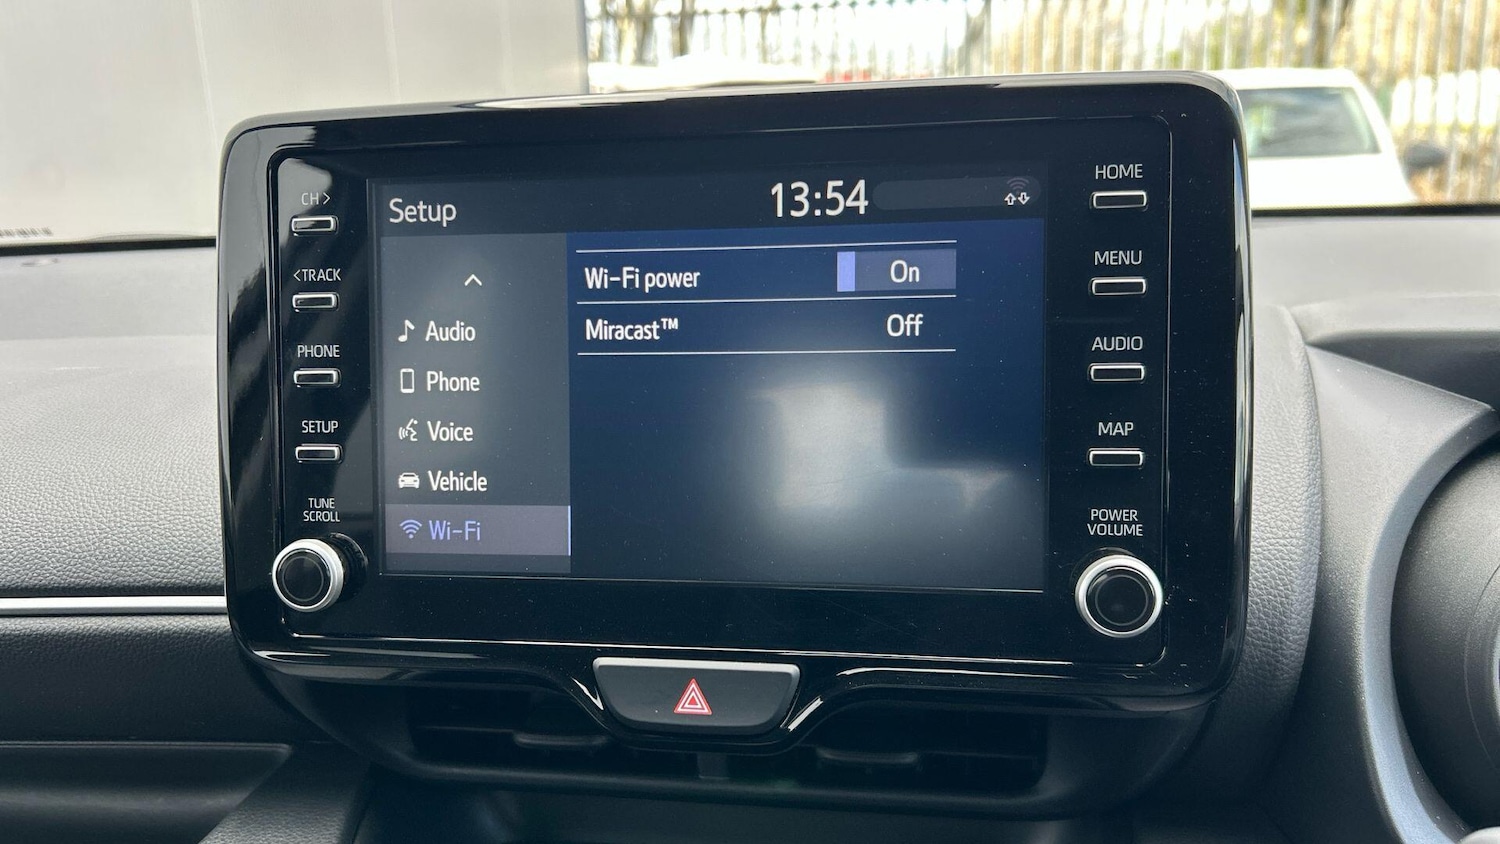 Setup
13:54
Wi-Fi power On
Miracast™ Off
Audio
Phone
Voice
Vehicle
Wi-Fi
CH >
< TRACK
PHONE
SETUP
TUNE
SCROLL
HOME
MENU
AUDIO
MAP
POWER
VOLUME